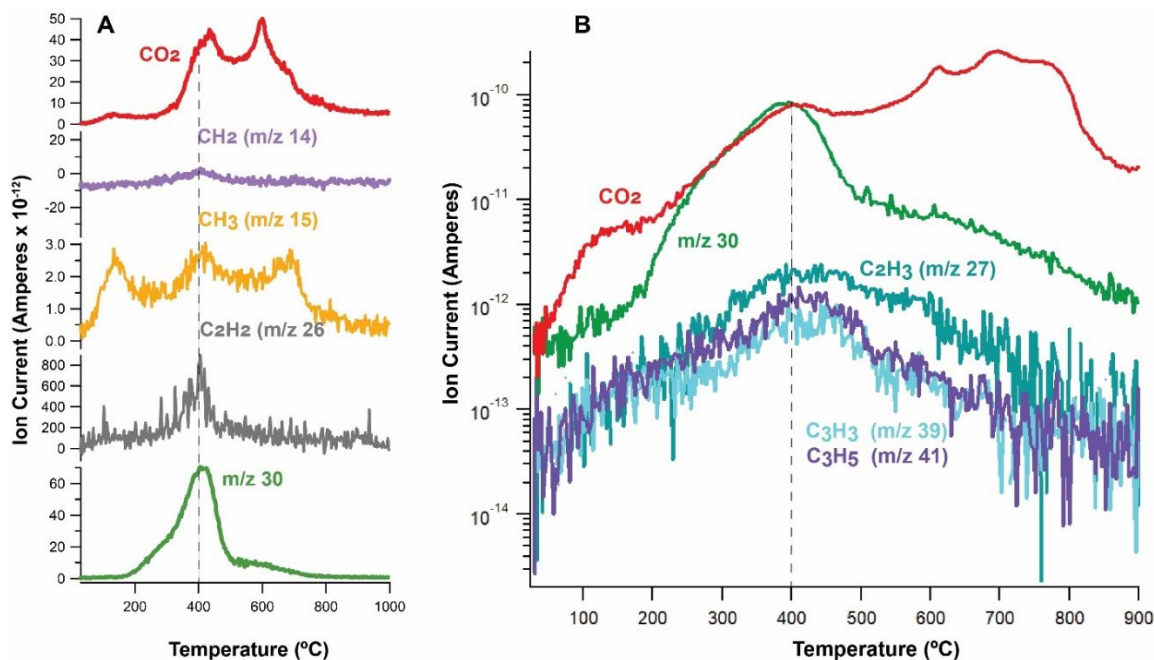 A
CO2
50
40
30
20
10
0
CH2 (m/z 14)
0
-20
CH3 (m/z 15)
3.0
2.0
1.0
0.0
C2H2 (m/z 26
800
600
400
200
0
m/z 30
60
40
20
0
200 400 600 800 1000
Temperature (ºC)
Ion Current (Amperes x 10-12)
B
10-10
10-11
10-12
10-13
10-14
CO2
m/z 30
C2H3 (m/z 27)
C3H3 (m/z 39)
C3H5 (m/z 41)
100 200 300 400 500 600 700 800 900
Temperature (ºC)
Ion Current (Amperes)